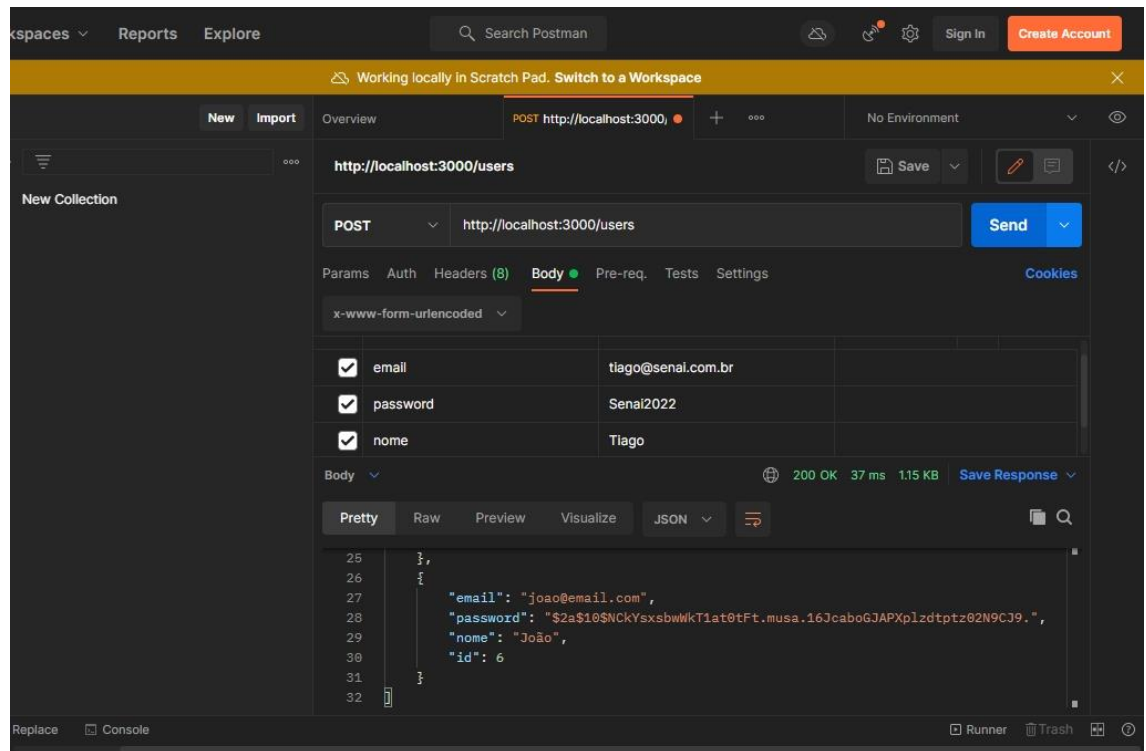 kspaces Reports Explore Search Postman Sign In Create Account
Working locally in Scratch Pad. Switch to a Workspace
New Import Overview POST http://localhost:3000/ No Environment
http://localhost:3000/users Save
New Collection
POST http://localhost:3000/users Send
Params Auth Headers (8) Body Pre-req. Tests Settings Cookies
x-www-form-urlencoded
email tiago@senai.com.br
password Senai2022
nome Tiago
Body 200 OK 37 ms 1.15 KB Save Response
Pretty Raw Preview Visualize JSON
25 },
26 {
27 "email": "joao@email.com",
28 "password": "$2a$10$NCkYsxsbwWkT1at0tFt.musa.16JcaboGJAPXplzdtptz02N9CJ9.",
29 "nome": "João",
30 "id": 6
31 }
32 ]
Replace Console Runner Trash